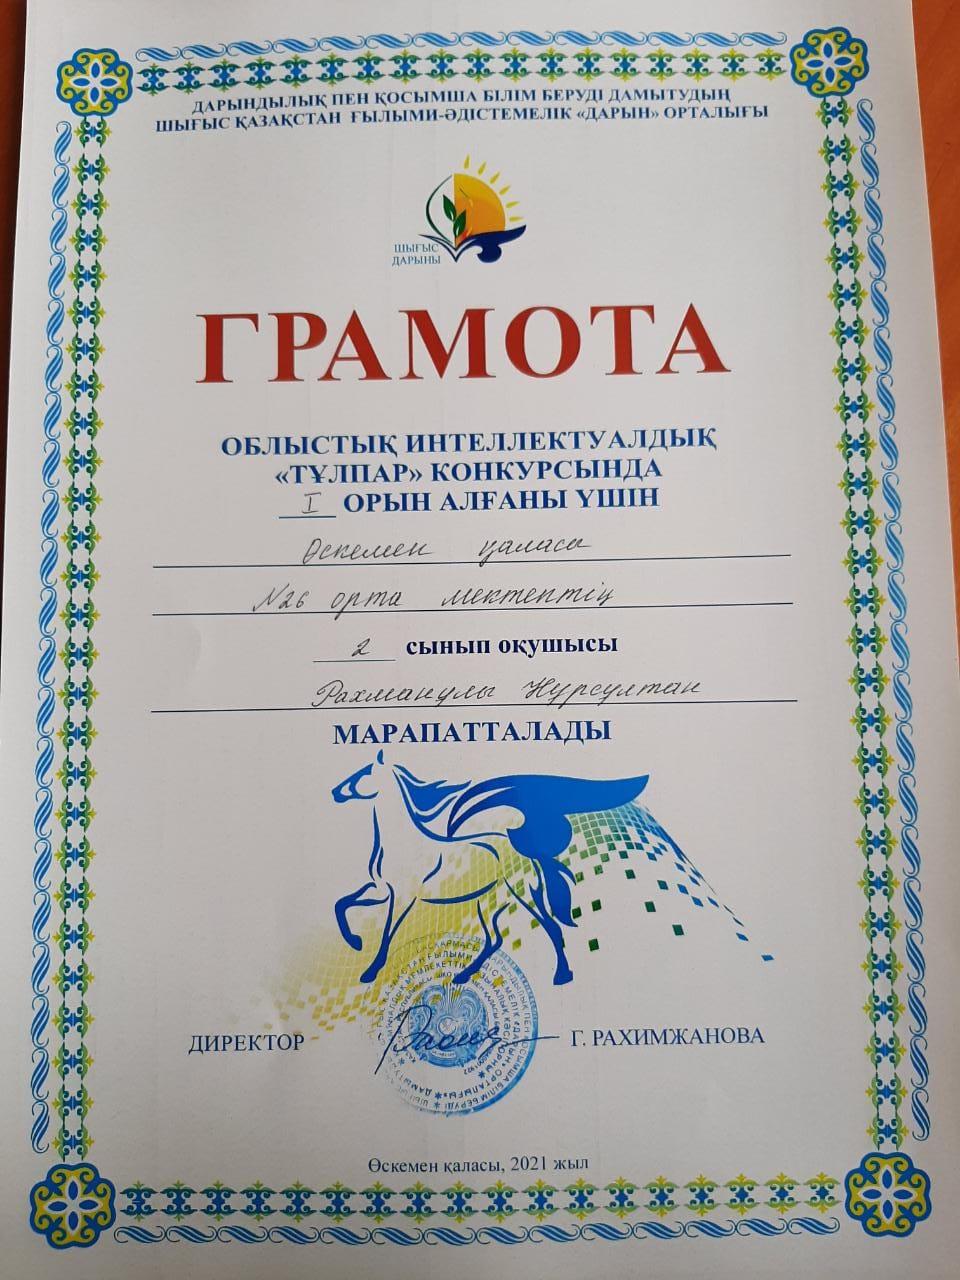 ДАРЫНДЫЛЫҚ ПЕН ҚОСЫМША БІЛІМ БЕРУДІ ДАМЫТУДЫҢ
ШЫҒЫС ҚАЗАҚСТАН ҒЫЛЫМИ-ӘДІСТЕМЕЛІК «ДАРЫН» ОРТАЛЫҒЫ
ШЫҒЫС
ДАРЫНЫ
ГРАМОТА
ОБЛЫСТЫҚ ИНТЕЛЛЕКТУАЛДЫҚ
«ТҰЛПАР» КОНКУРСЫНДА
I ОРЫН АЛҒАНЫ ҮШІН
Өскемен қаласы
№26 орта мектептің
2 сынып оқушысы
Рахманұлы Нұрсұлтан
МАРАПАТТАЛАДЫ
ДИРЕКТОР Г. РАХИМЖАНОВА
Өскемен қаласы, 2021 жыл